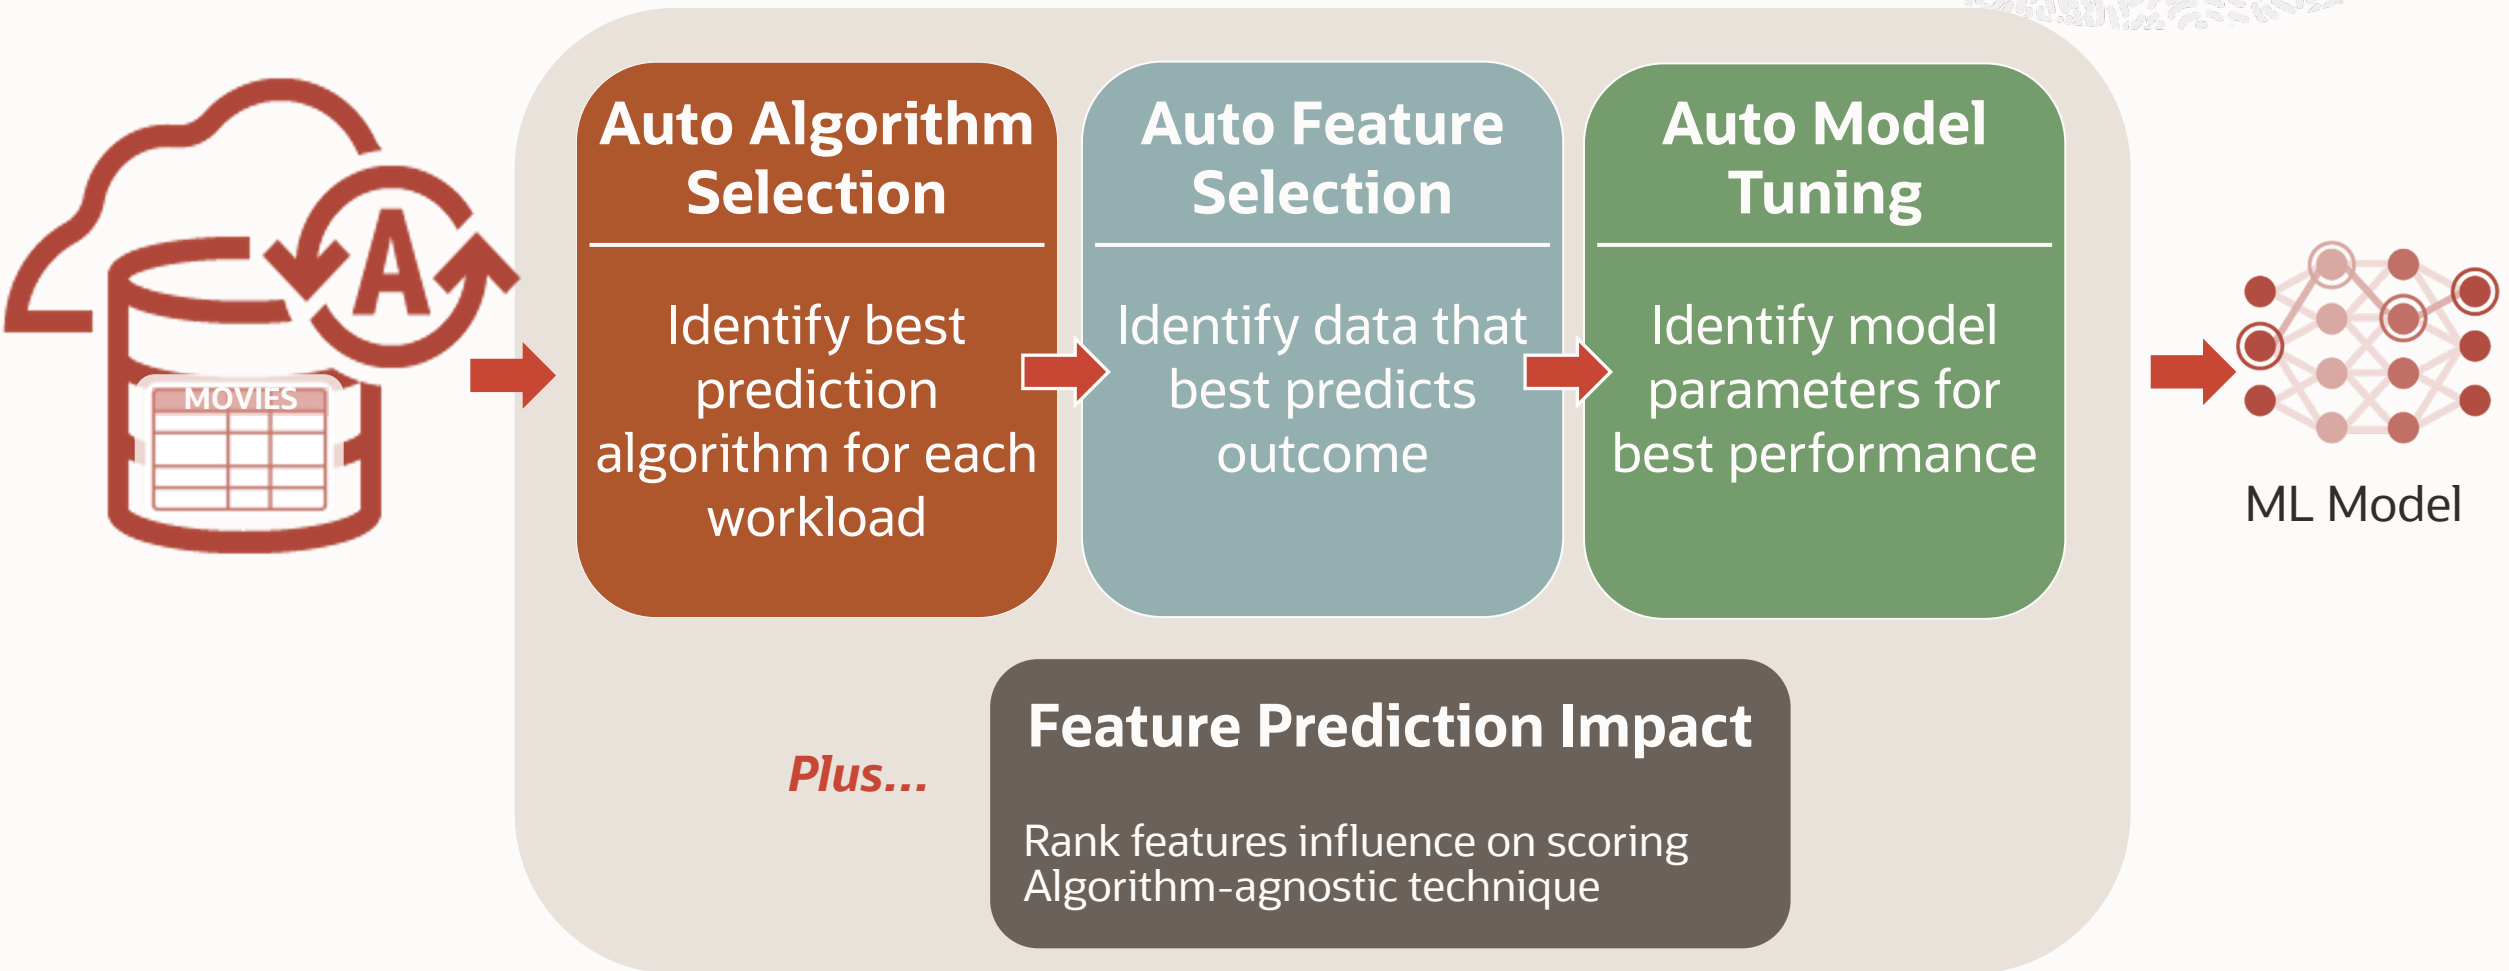 A
MOVIES
Auto Algorithm
Selection
Identify best
prediction
algorithm for each
workload
Auto Feature
Selection
Identify data that
best predicts
outcome
Auto Model
Tuning
Identify model
parameters for
best performance
ML Model
Plus...
Feature Prediction Impact
Rank features influence on scoring
Algorithm-agnostic technique